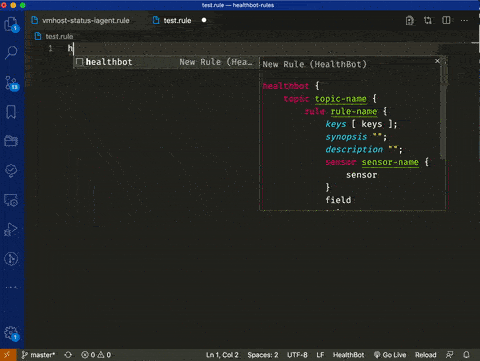 test.rule — healthbot-rules
vmhost-status-iagent.rule
test.rule
test.rule
1 h
healthbot New Rule (Hea...
New Rule (HealthBot)
healthbot {
topic topic-name {
rule rule-name {
keys [ keys ];
synopsis "";
description "";
sensor sensor-name {
sensor
}
field
master* 0 0 Ln 1, Col 2 Spaces: 2 UTF-8 LF HealthBot Go Live Reload